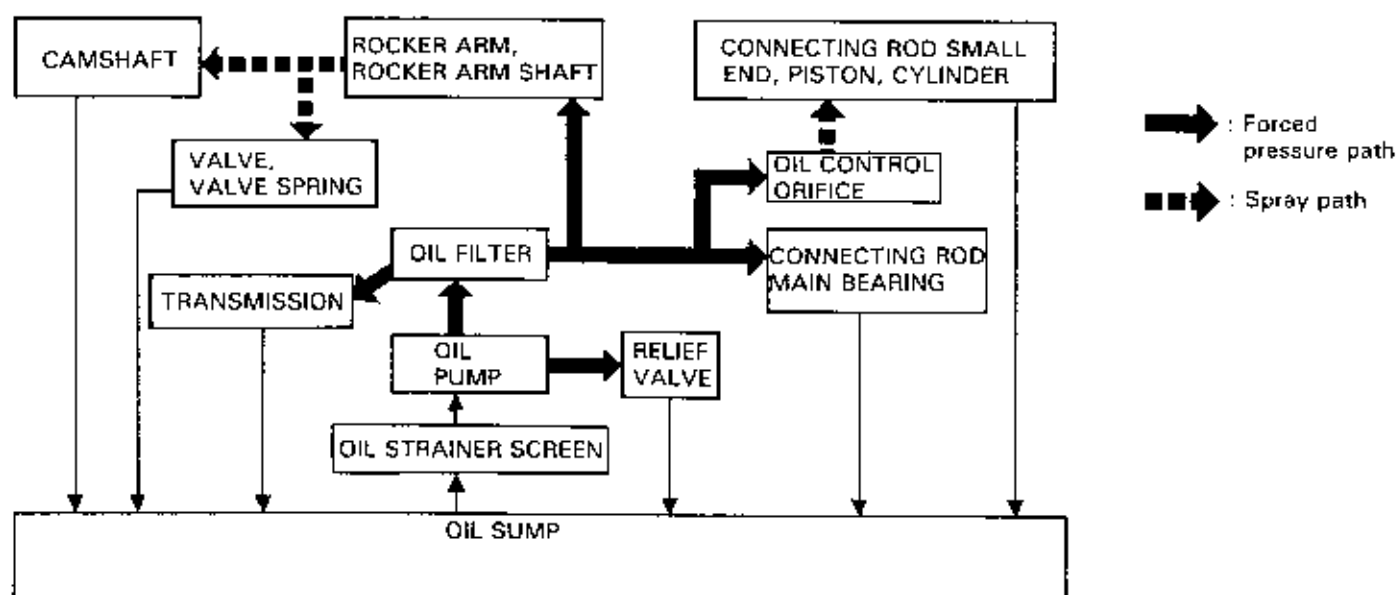 CAMSHAFT
ROCKER ARM,
ROCKER ARM SHAFT
CONNECTING ROD SMALL
END, PISTON, CYLINDER
: Forced
pressure path
: Spray path
VALVE,
VALVE SPRING
OIL CONTROL
ORIFICE
OIL FILTER
CONNECTING ROD
MAIN BEARING
TRANSMISSION
OIL
PUMP
RELIEF
VALVE
OIL STRAINER SCREEN
OIL SUMP